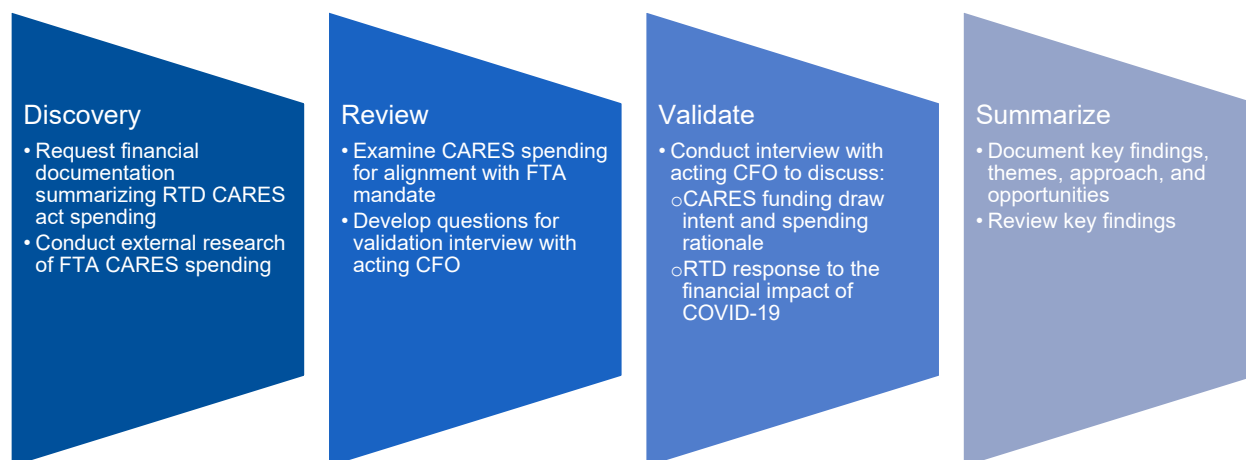 Discovery
• Request financial
documentation
summarizing RTD CARES
act spending
• Conduct external research
of FTA CARES spending
Review
• Examine CARES spending
for alignment with FTA
mandate
• Develop questions for
validation interview with
acting CFO
Validate
• Conduct interview with
acting CFO to discuss:
oCARES funding draw
intent and spending
rationale
oRTD response to the
financial impact of
COVID-19
Summarize
• Document key findings,
themes, approach, and
opportunities
• Review key findings